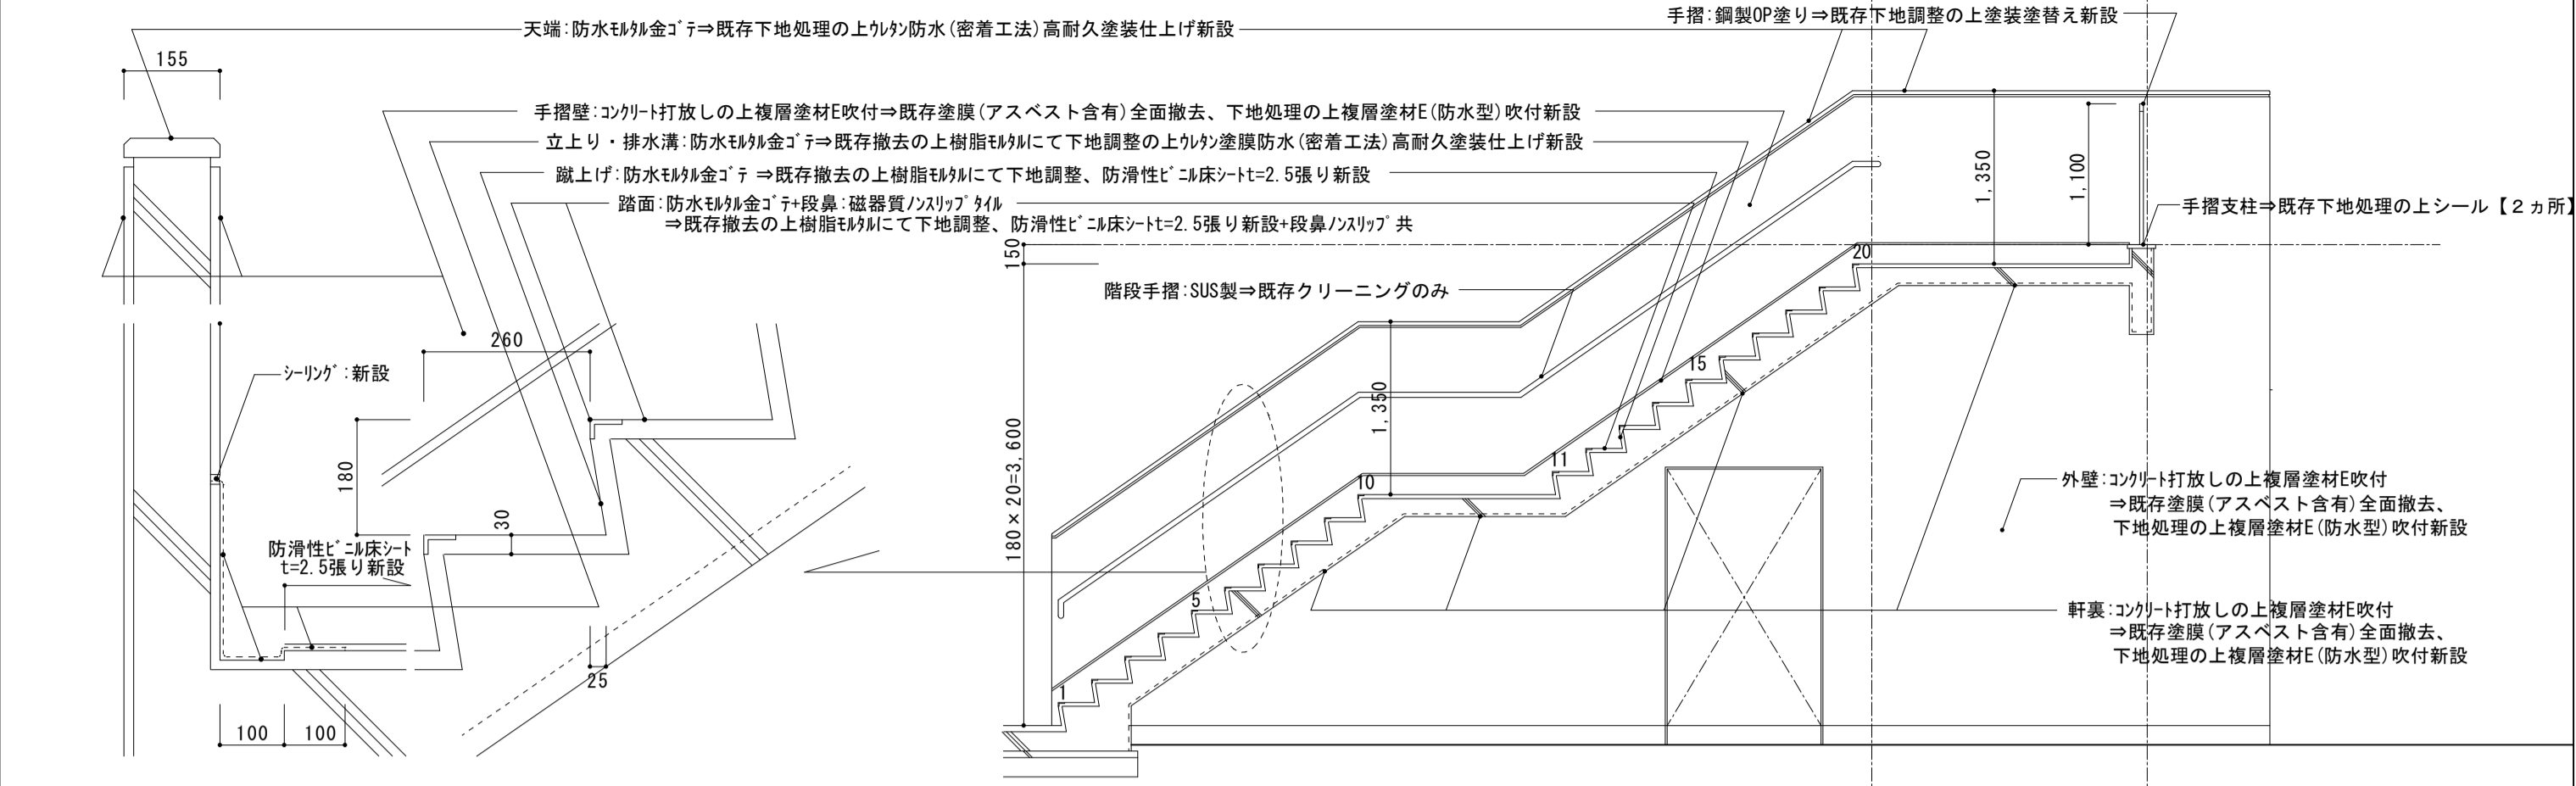 天端:防水ﾓﾙﾀﾙ金ｺﾞﾃ⇒既存下地処理の上ｳﾚﾀﾝ防水(密着工法)高耐久塗装仕上げ新設
手摺:鋼製OP塗り⇒既存下地調整の上塗装塗替え新設
155
手摺壁:ｺﾝｸﾘｰﾄ打放しの上複層塗材E吹付⇒既存塗膜(アスベスト含有)全面撤去、下地処理の上複層塗材E(防水型)吹付新設
立上り・排水溝:防水ﾓﾙﾀﾙ金ｺﾞﾃ⇒既存撤去の上樹脂ﾓﾙﾀﾙにて下地調整の上ｳﾚﾀﾝ塗膜防水(密着工法)高耐久塗装仕上げ新設
蹴上げ:防水ﾓﾙﾀﾙ金ｺﾞﾃ ⇒既存撤去の上樹脂ﾓﾙﾀﾙにて下地調整、防滑性ﾋﾞﾆﾙ床シートt=2.5張り新設
踏面:防水ﾓﾙﾀﾙ金ｺﾞﾃ+段鼻:磁器質ﾉﾝｽﾘｯﾌﾟﾀｲﾙ
⇒既存撤去の上樹脂ﾓﾙﾀﾙにて下地調整、防滑性ﾋﾞﾆﾙ床シートt=2.5張り新設+段鼻ﾉﾝｽﾘｯﾌﾟ共
1,350
1,100
手摺支柱⇒既存下地処理の上シール【２ヵ所】
150
20
階段手摺:SUS製⇒既存クリーニングのみ
260
ｼｰﾘﾝｸﾞ:新設
15
1,350
180
180×20=3,600
11
10
外壁:ｺﾝｸﾘｰﾄ打放しの上複層塗材E吹付
⇒既存塗膜(アスベスト含有)全面撤去、
下地処理の上複層塗材E(防水型)吹付新設
30
防滑性ﾋﾞﾆﾙ床シート
t=2.5張り新設
5
軒裏:ｺﾝｸﾘｰﾄ打放しの上複層塗材E吹付
⇒既存塗膜(アスベスト含有)全面撤去、
下地処理の上複層塗材E(防水型)吹付新設
25
1
100
100